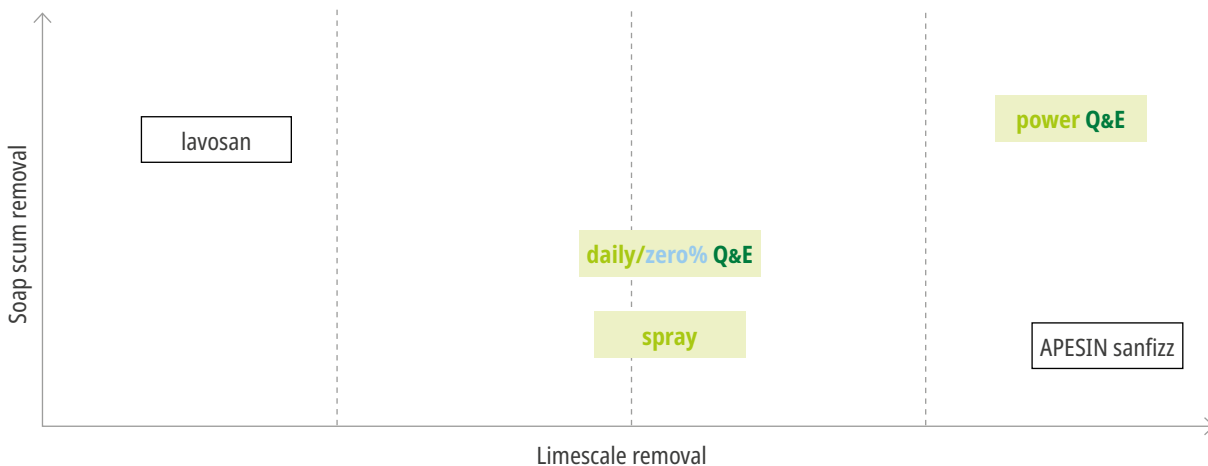 Soap scum removal
power Q&E
lavosan
daily/zero% Q&E
spray
APESIN sanfizz
Limescale removal